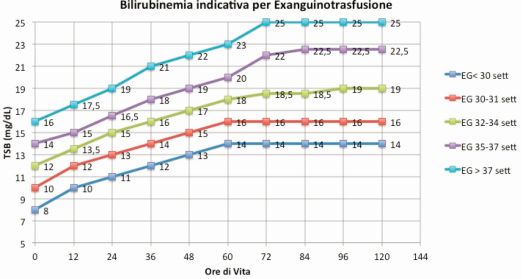 Bilirubinemia indicativa per Exanguinotrasfusione
25
23
21
19
17
15
13
11
9
7
5
TSB (mg/dL)
16 17,5 19 21 22 23 25 25 25 25
14 15 16,5 18 19 20 22 22,5 22,5 22,5
12 13,5 15 16 17 18 18,5 18,5 19 19
10 12 13 14 15 16 16 16 16 16
8 10 11 12 13 14 14 14 14 14
0 12 24 36 48 60 72 84 96 120 144
Ore di Vita
EG< 30 sett
EG 30-31 sett
EG 32-34 sett
EG 35-37 sett
EG > 37 sett